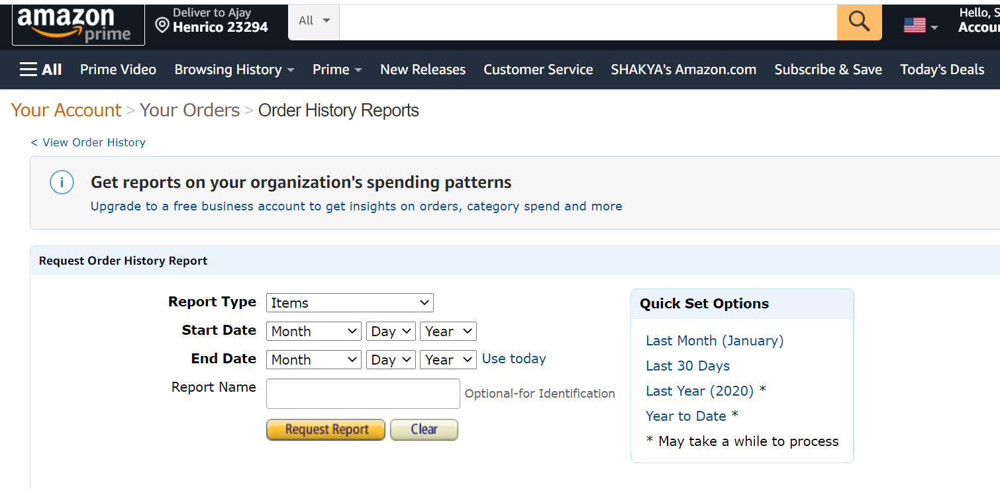 amazon
prime
Deliver to Ajay
Henrico 23294
All
Hello, S
Accou
All
Prime Video
Browsing History
Prime
New Releases
Customer Service
SHAKYA's Amazon.com
Subscribe & Save
Today's Deals
Your Account > Your Orders > Order History Reports
< View Order History
i
Get reports on your organization's spending patterns
Upgrade to a free business account to get insights on orders, category spend and more
Request Order History Report
Report Type Items
Start Date Month Day Year
End Date Month Day Year Use today
Report Name Optional-for Identification
Request Report Clear
Quick Set Options
Last Month (January)
Last 30 Days
Last Year (2020) *
Year to Date *
* May take a while to process